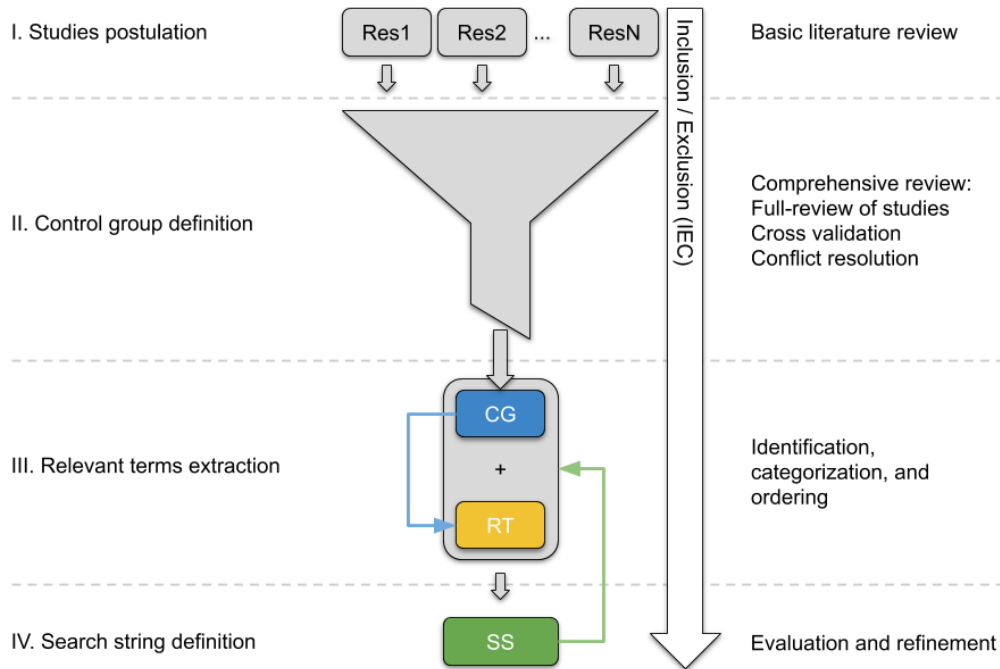 I. Studies postulation
Res1
Res2
...
ResN
Basic literature review
Inclusion / Exclusion (IEC)
II. Control group definition
Comprehensive review:
Full-review of studies
Cross validation
Conflict resolution
III. Relevant terms extraction
CG
+
RT
Identification,
categorization, and
ordering
IV. Search string definition
SS
Evaluation and refinement